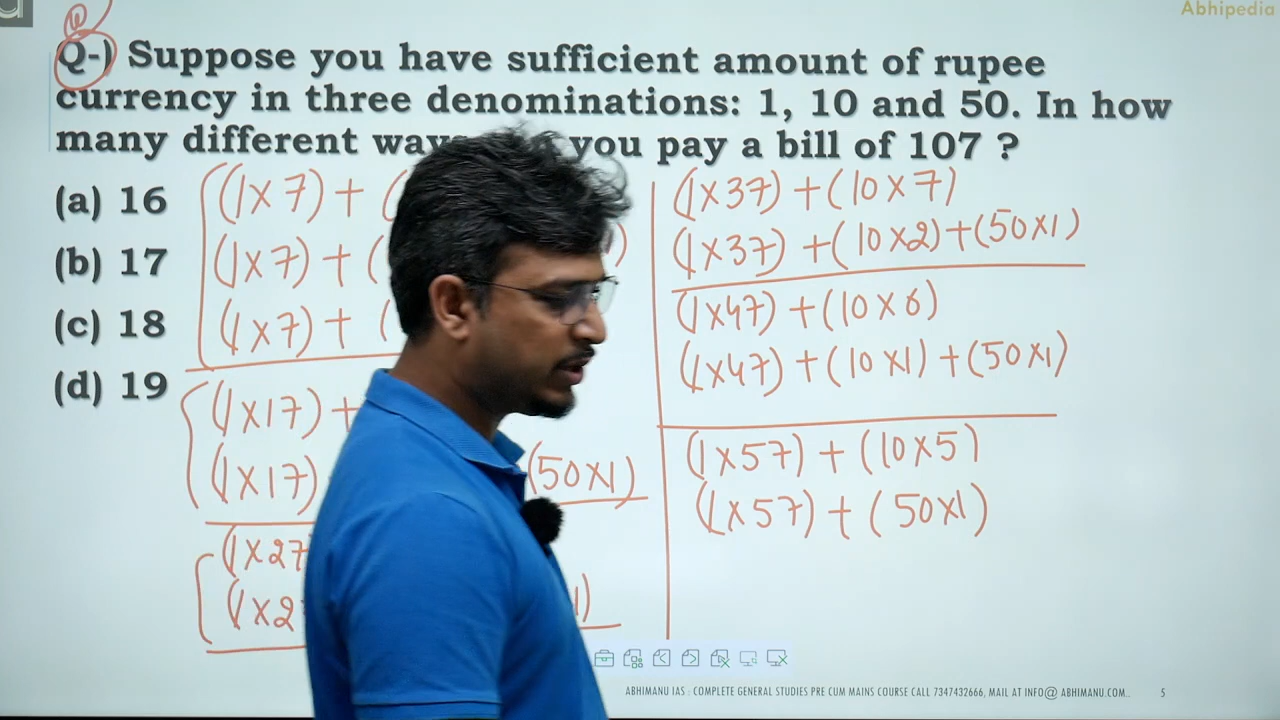 Abhipedia
Q-) Suppose you have sufficient amount of rupee
currency in three denominations: 1, 10 and 50. In how
many different you pay a bill of 107 ?
(a) 16
(b) 17
(c) 18
(d) 19
(1x7) + (
(1x7) + ( )
(1x7) + (
(1x17) +
(1x17) (50x1)
(1x27
(1x2 1)
(1x37) + (10x7)
(1x37) + (10x2) + (50x1)
(1x47) + (10x6)
(1x47) + (10x1) + (50x1)
(1x57) + (10x5)
(1x57) + (50x1)
ABHIMANU IAS : COMPLETE GENERAL STUDIES PRE CUM MAINS COURSE CALL 7347432666, MAIL AT INFO@ ABHIMANU.COM.. 5